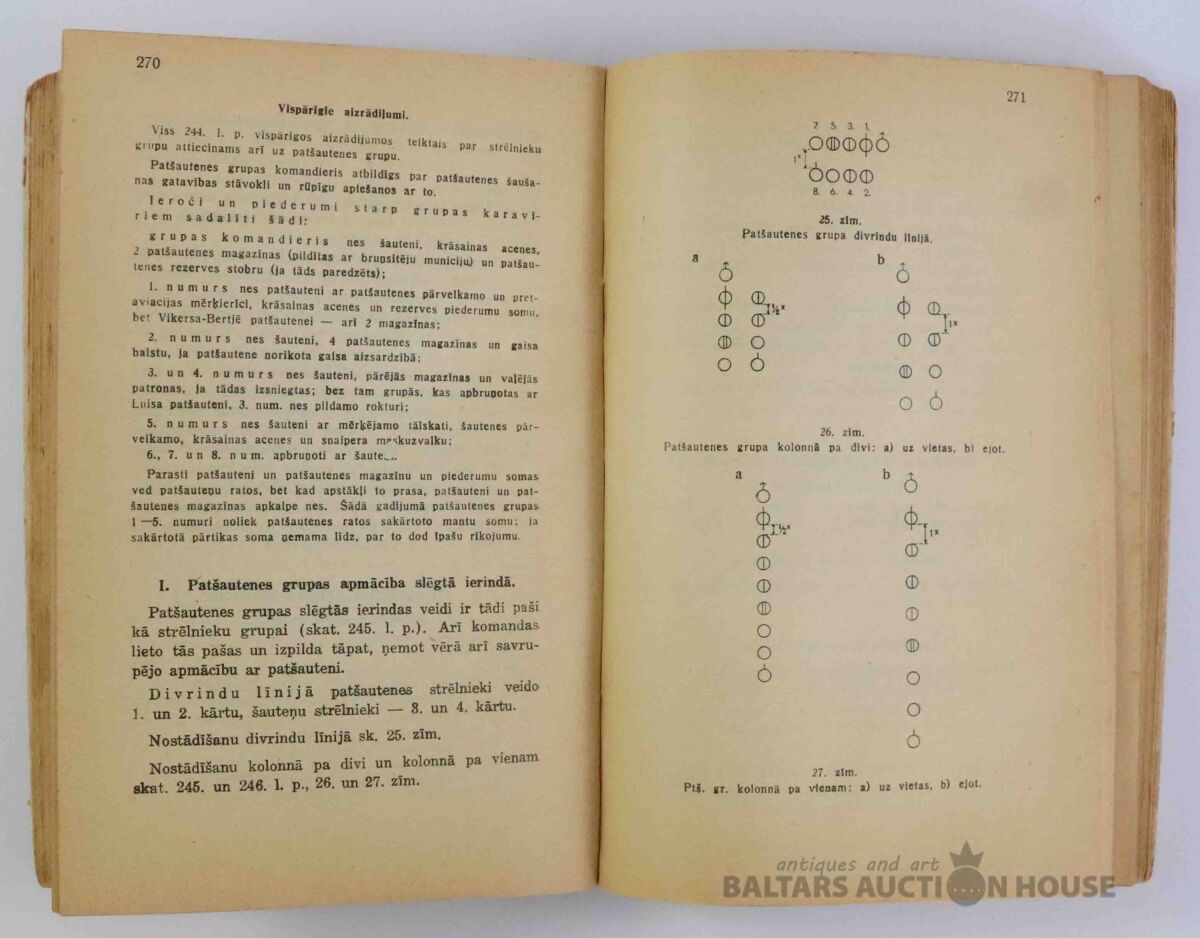 270
Vispārīgie aizrādījumi.
Viss 244. l. p. vispārīgos aizrādījumos teiktais par strēlnieku
grupu attiecinams arī uz patšautenes grupu.
Patšautenes grupas komandieris atbildīgs par patšautenes šauša-
nas gatavības stāvokli un rūpīgu apiešanos ar to.
Ieroči un piederumi starp grupas karavī-
riem sadalīti šādi:
grupas komandieris nes šauteni, krāsainas acenes,
2 patšautenes magazīnas (pildītas ar bruņsitēju municiju) un patšau-
tenes rezerves stobru (ja tāds paredzēts);
1. numurs nes patšauteni ar patšautenes pārvelkamo un pret-
aviacijas mērķierīci, krāsainas acenes un rezerves piederumu somu,
bet Vikersa-Bertjē patšautenei — arī 2 magazīnas;
2. numurs nes šauteni, 4 patšautenes magazīnas un gaisa
balstu, ja patšautene norīkota gaisa aizsardzībā;
3. un 4. numurs nes šauteni, pārējās magazīnas un vaļējās
patronas, ja tādas izsniegtas; bez tam grupās, kas apbruņotas ar
Luisa patšauteni, 3. num. nes pildamo rokturi;
5. numurs nes šauteni ar mērķējamo tālskati, šautenes pār-
velkamo, krāsainas acenes un snaipera maskuzvalku;
6., 7. un 8. num. apbruņoti ar
Parasti patšauteni un patšautenes magazīnu un piederumu somas
ved patšauteņu ratos, bet kad apstākļi to prasa, patšauteni un pat-
šautenes magazīnas apkalpe nes. Šādā gadījumā patšautenes grupas
1—5. numuri noliek patšautenes ratos sakārtoto mantu somu; ja
sakārtotā pārtikas soma ņemama līdz, par to dod īpašu rīkojumu.
I. Patšautenes grupas apmācība slēgtā ierindā.
Patšautenes grupas slēgtās ierindas veidi ir tādi paši
kā strēlnieku grupai (skat. 245. l. p.). Arī komandas
lieto tās pašas un izpilda tāpat, ņemot vērā arī savru-
pējo apmācību ar patšauteni.
Divrindu līnijā patšautenes strēlnieki veido
1. un 2. kārtu, šauteņu strēlnieki — 3. un 4. kārtu.
Nostādīšanu divrindu līnijā sk. 25. zīm.
Nostādīšanu kolonnā pa divi un kolonnā pa vienam
skat. 245. un 246. l. p., 26. un 27. zīm.
271
7. 5. 3. 1.
1x
8. 6. 4. 2.
25. zīm.
Patšautenes grupa divrindu līnijā.
a b
½x 1x
26. zīm.
Patšautenes grupa kolonnā pa divi: a) uz vietas, b) ejot.
a b
½x 1x
27. zīm.
Ptš. gr. kolonnā pa vienam: a) uz vietas, b) ejot.
antiques and art
BALTARS AUCTION HOUSE